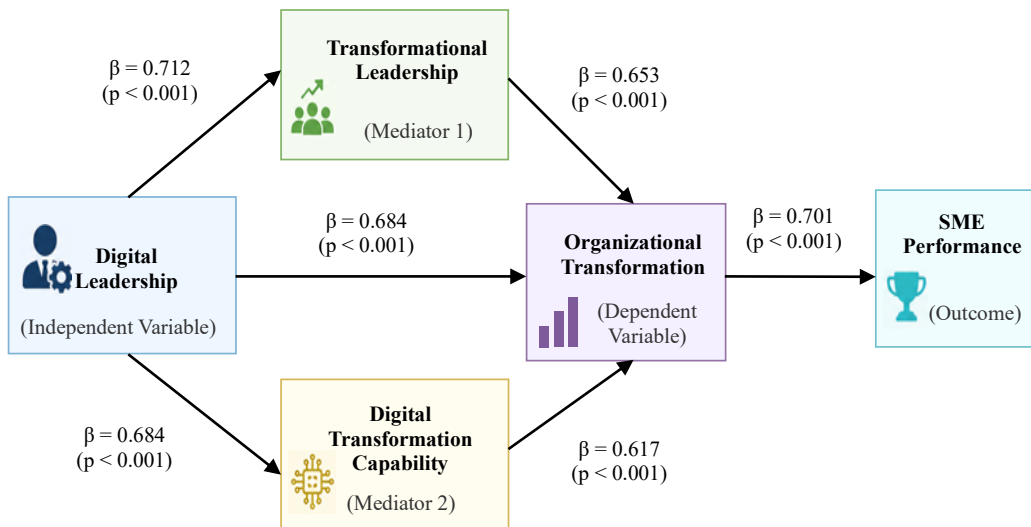 Transformational
Leadership
(Mediator 1)
β = 0.712
(p < 0.001)
β = 0.653
(p < 0.001)
Digital
Leadership
(Independent Variable)
β = 0.684
(p < 0.001)
Organizational
Transformation
(Dependent
Variable)
β = 0.701
(p < 0.001)
SME
Performance
(Outcome)
β = 0.684
(p < 0.001)
Digital
Transformation
Capability
(Mediator 2)
β = 0.617
(p < 0.001)